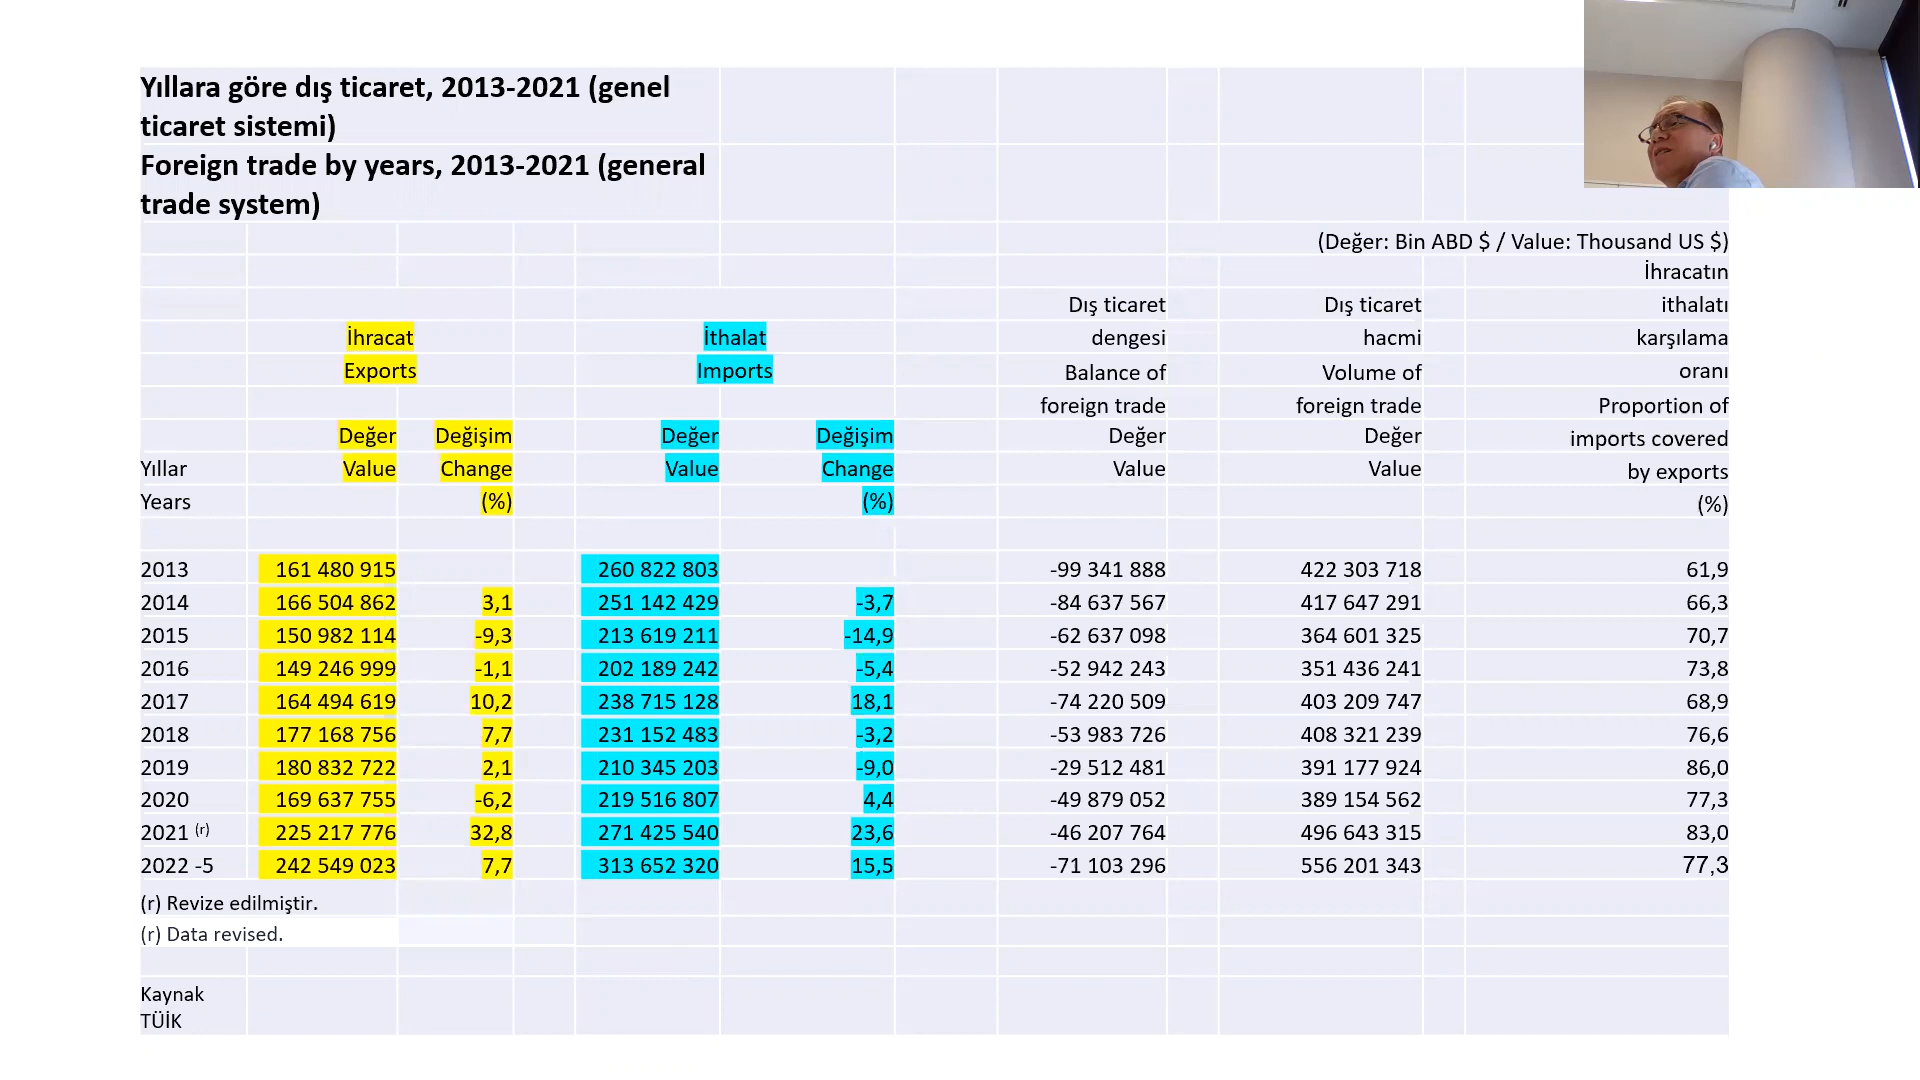 Yıllara göre dış ticaret, 2013-2021 (genel
ticaret sistemi)
Foreign trade by years, 2013-2021 (general
trade system)
(Değer: Bin ABD $ / Value: Thousand US $)
İhracatın
Dış ticaret Dış ticaret ithalatı
İhracat İthalat dengesi hacmi karşılama
Exports Imports Balance of Volume of oranı
foreign trade foreign trade Proportion of
Değer Değişim Değer Değişim Değer Değer imports covered
Yıllar Value Change Value Change Value Value by exports
Years (%) (%) (%)
2013 161 480 915 260 822 803 -99 341 888 422 303 718 61,9
2014 166 504 862 3,1 251 142 429 -3,7 -84 637 567 417 647 291 66,3
2015 150 982 114 -9,3 213 619 211 -14,9 -62 637 098 364 601 325 70,7
2016 149 246 999 -1,1 202 189 242 -5,4 -52 942 243 351 436 241 73,8
2017 164 494 619 10,2 238 715 128 18,1 -74 220 509 403 209 747 68,9
2018 177 168 756 7,7 231 152 483 -3,2 -53 983 726 408 321 239 76,6
2019 180 832 722 2,1 210 345 203 -9,0 -29 512 481 391 177 924 86,0
2020 169 637 755 -6,2 219 516 807 4,4 -49 879 052 389 154 562 77,3
2021 (r) 225 217 776 32,8 271 425 540 23,6 -46 207 764 496 643 315 83,0
2022 -5 242 549 023 7,7 313 652 320 15,5 -71 103 296 556 201 343 77,3
(r) Revize edilmiştir.
(r) Data revised.
Kaynak
TÜİK